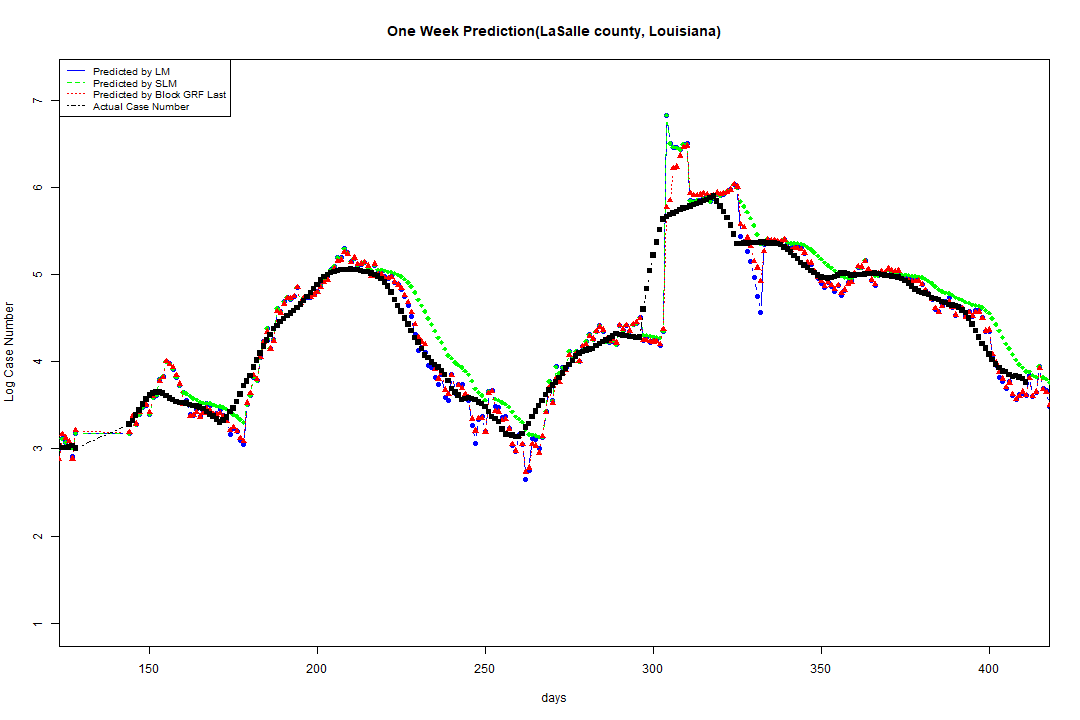 One Week Prediction(LaSalle county, Louisiana)
Predicted by LM
Predicted by SLM
Predicted by Block GRF Last
Actual Case Number
7
6
5
4
3
2
1
Log Case Number
150 200 250 300 350 400
days